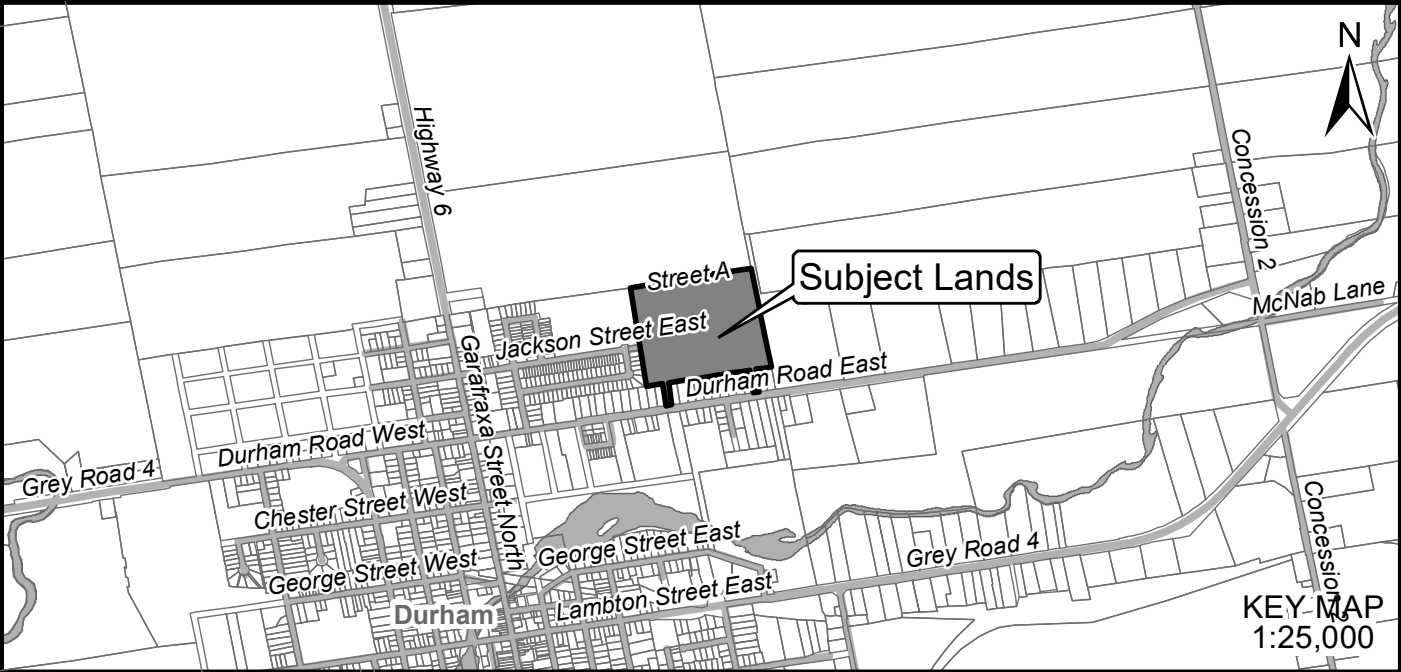 N
Highway 6
Concession 2
Street A
Subject Lands
McNab Lane
Jackson Street East
Garafraxa Street North
Durham Road East
Durham Road West
Grey Road 4
Chester Street West
Concession 2
George Street East
Grey Road 4
George Street West
Lambton Street East
Durham
KEY MAP
1:25,000